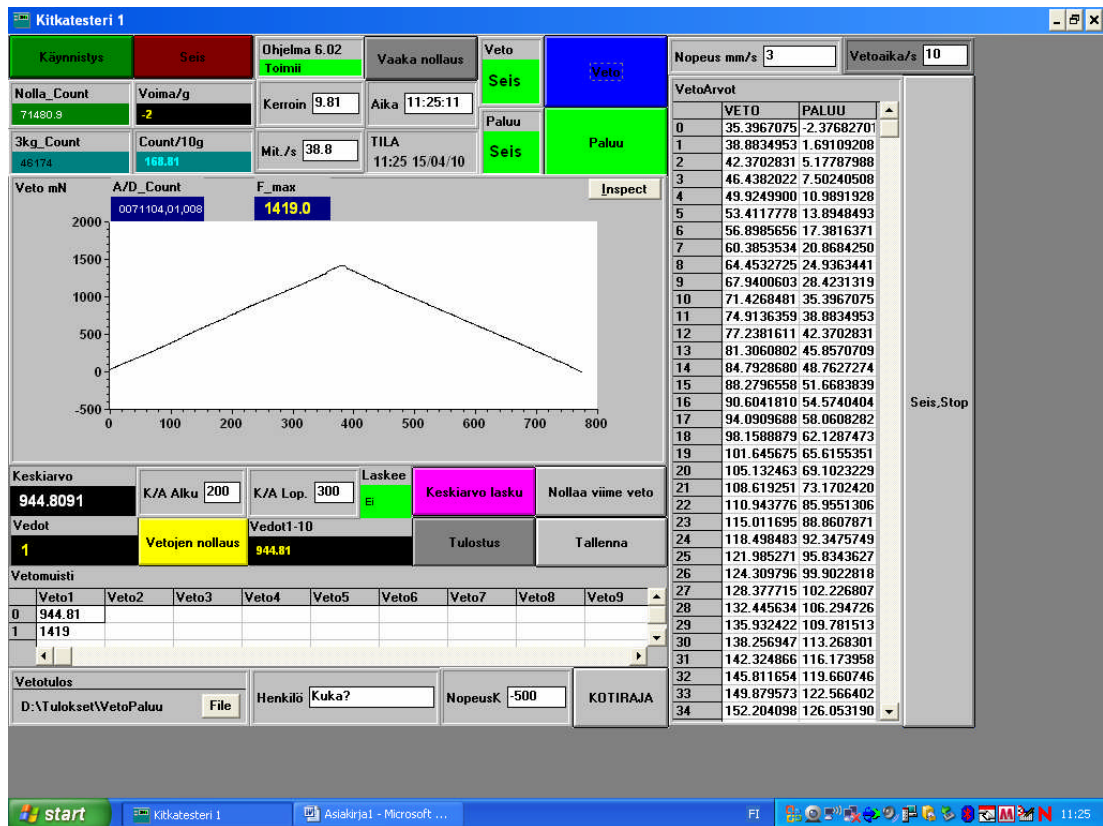 Kitkatesteri 1
Käynnistys
Seis
Ohjelma 6.02
Toimii
Vaaka nollaus
Veto
Seis
Veto
Nopeus mm/s 3
Vetoaika/s 10
Nolla_Count
71480.9
Voima/g
-2
Kerroin 9.81
Aika 11:25:11
Paluu
Seis
Paluu
3kg_Count
46174
Count/10g
168.81
Mit./s 38.8
TILA
11:25 15/04/10
Veto mN
A/D_Count
0071104,01,008
F_max
1419.0
Inspect
2000
1500
1000
500
0
-500
0 100 200 300 400 500 600 700 800
Keskiarvo
944.8091
K/A Alku 200
K/A Lop. 300
Laskee
Ei
Keskiarvo lasku
Nollaa viime veto
Vedot
1
Vetojen nollaus
Vedot1-10
944.81
Tulostus
Tallenna
Vetomuisti
Veto1 Veto2 Veto3 Veto4 Veto5 Veto6 Veto7 Veto8 Veto9
0 944.81
1 1419
Vetotulos
D:\Tulokset\VetoPaluu
File
Henkilö Kuka?
NopeusK -500
KOTIRAJA
VetoArvot
VETO PALUU
0 35.3967075 -2.37682701
1 38.8834953 1.69109208
2 42.3702831 5.17787988
3 46.4382022 7.50240508
4 49.9249900 10.9891928
5 53.4117778 13.8948493
6 56.8985656 17.3816371
7 60.3853534 20.8684250
8 64.4532725 24.9363441
9 67.9400603 28.4231319
10 71.4268481 35.3967075
11 74.9136359 38.8834953
12 77.2381611 42.3702831
13 81.3060802 45.8570709
14 84.7928680 48.7627274
15 88.2796558 51.6683839
16 90.6041810 54.5740404
17 94.0909688 58.0608282
18 98.1588879 62.1287473
19 101.645675 65.6155351
20 105.132463 69.1023229
21 108.619251 73.1702420
22 110.943776 85.9551306
23 115.011695 88.8607871
24 118.498483 92.3475749
25 121.985271 95.8343627
26 124.309796 99.9022818
27 128.377715 102.226807
28 132.445634 106.294726
29 135.932422 109.781513
30 138.256947 113.268301
31 142.324866 116.173958
32 145.811654 119.660746
33 149.879573 122.566402
34 152.204098 126.053190
Seis,Stop
start
Kitkatesteri 1
Asiakirja1 - Microsoft ...
FI
11:25